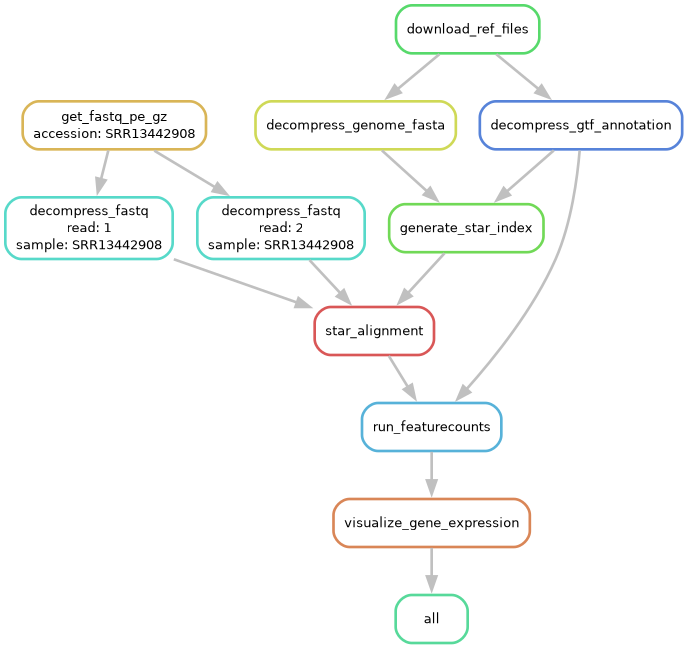 download_ref_files
get_fastq_pe_gz
accession: SRR13442908
decompress_genome_fasta
decompress_gtf_annotation
decompress_fastq
read: 1
sample: SRR13442908
decompress_fastq
read: 2
sample: SRR13442908
generate_star_index
star_alignment
run_featurecounts
visualize_gene_expression
all